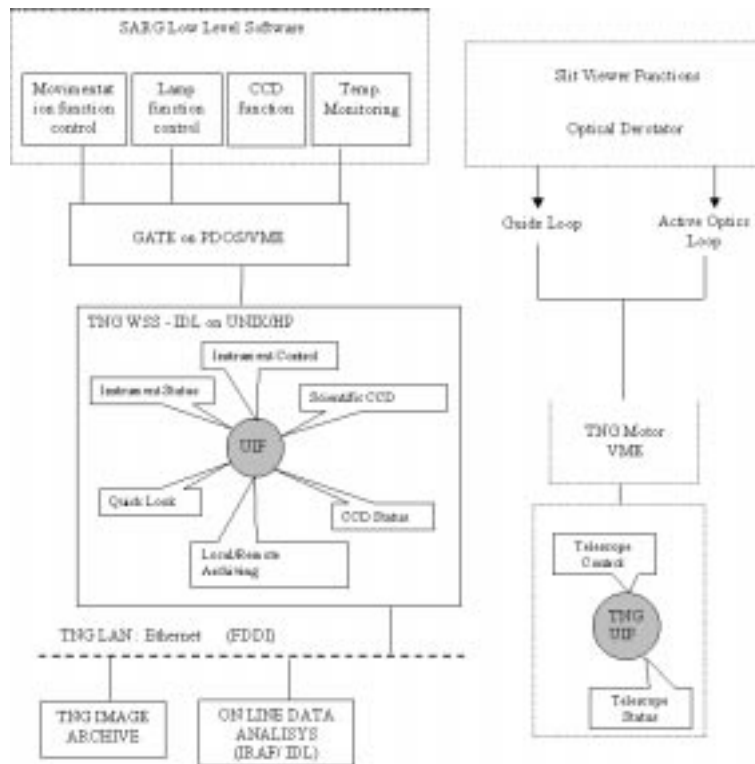 SARG Low Level Software
Movimentat
ion function
control
Lamp
function
control
CCD
function
Temp.
Monitoring
GATE on PDOS/VME
TNG WSS - IDL on UNIX/HP
Instrument Control
Instrument Status
Scientific CCD
UIF
Quick Look
CCD Status
Local/Remote
Archiving
TNG LAN : Ethernet (FDDI)
TNG IMAGE
ARCHIVE
ON LINE DATA
ANALISYS
(IRAF/ IDL)
Slit Viewer Functions
Optical Derotator
Guide Loop
Active Optics
Loop
TNG Motor
VME
Telescope
Control
TNG
UIF
Telescope
Status